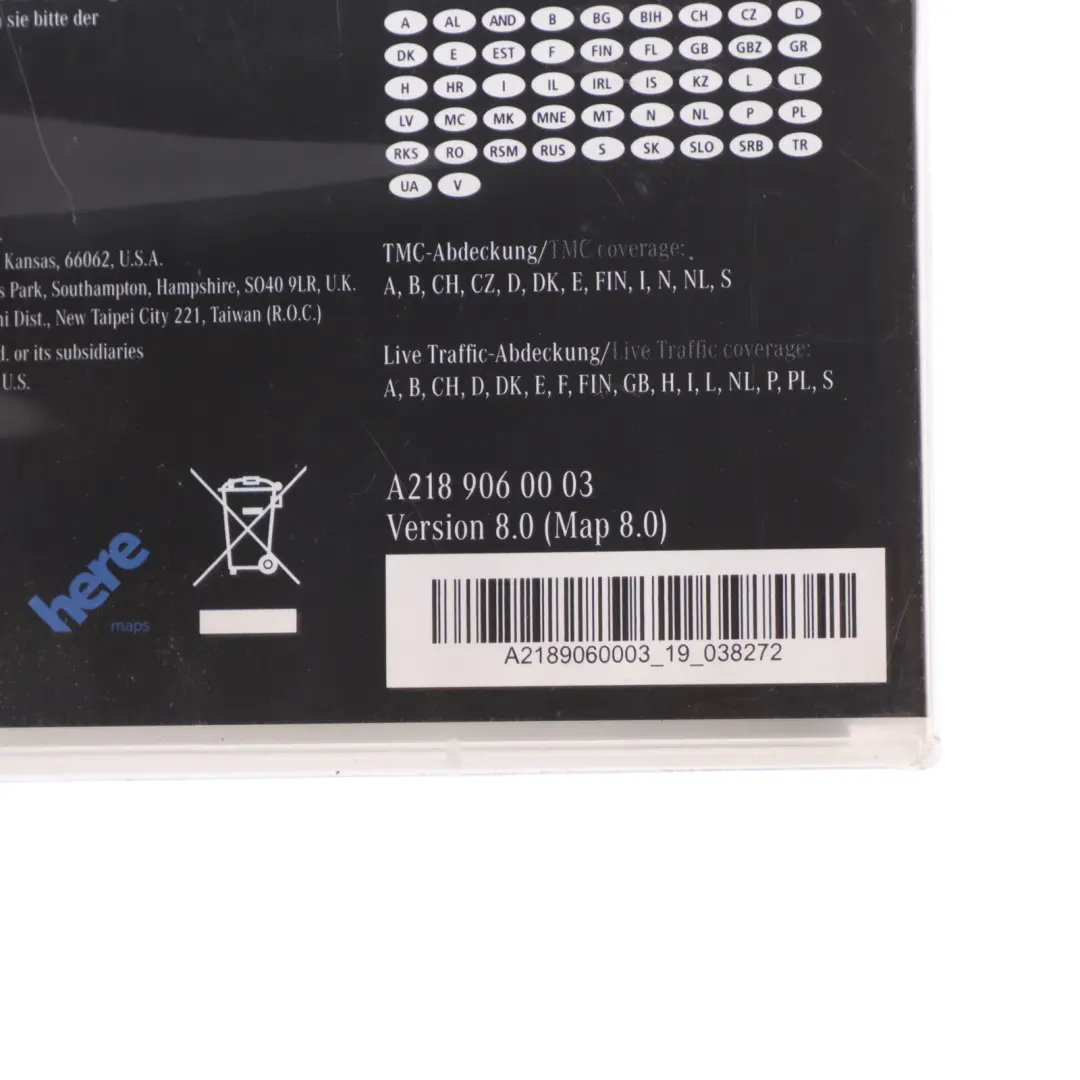 sie bitte der
A AL AND B BG BIH CH CZ D
DK E EST F FIN FL GB GBZ GR
H HR I IL IRL IS KZ L LT
LV MC MK MNE MT N NL P PL
RKS RO RSM RUS S SK SLO SRB TR
UA V
Kansas, 66062, U.S.A.
s Park, Southampton, Hampshire, SO40 9LR, U.K.
ni Dist., New Taipei City 221, Taiwan (R.O.C.)
d. or its subsidiaries
U.S.
TMC-Abdeckung/TMC coverage:
A, B, CH, CZ, D, DK, E, FIN, I, N, NL, S
Live Traffic-Abdeckung/Live Traffic coverage:
A, B, CH, D, DK, E, F, FIN, GB, H, I, L, NL, P, PL, S
A218 906 00 03
Version 8.0 (Map 8.0)
here
maps
A2189060003_19_038272